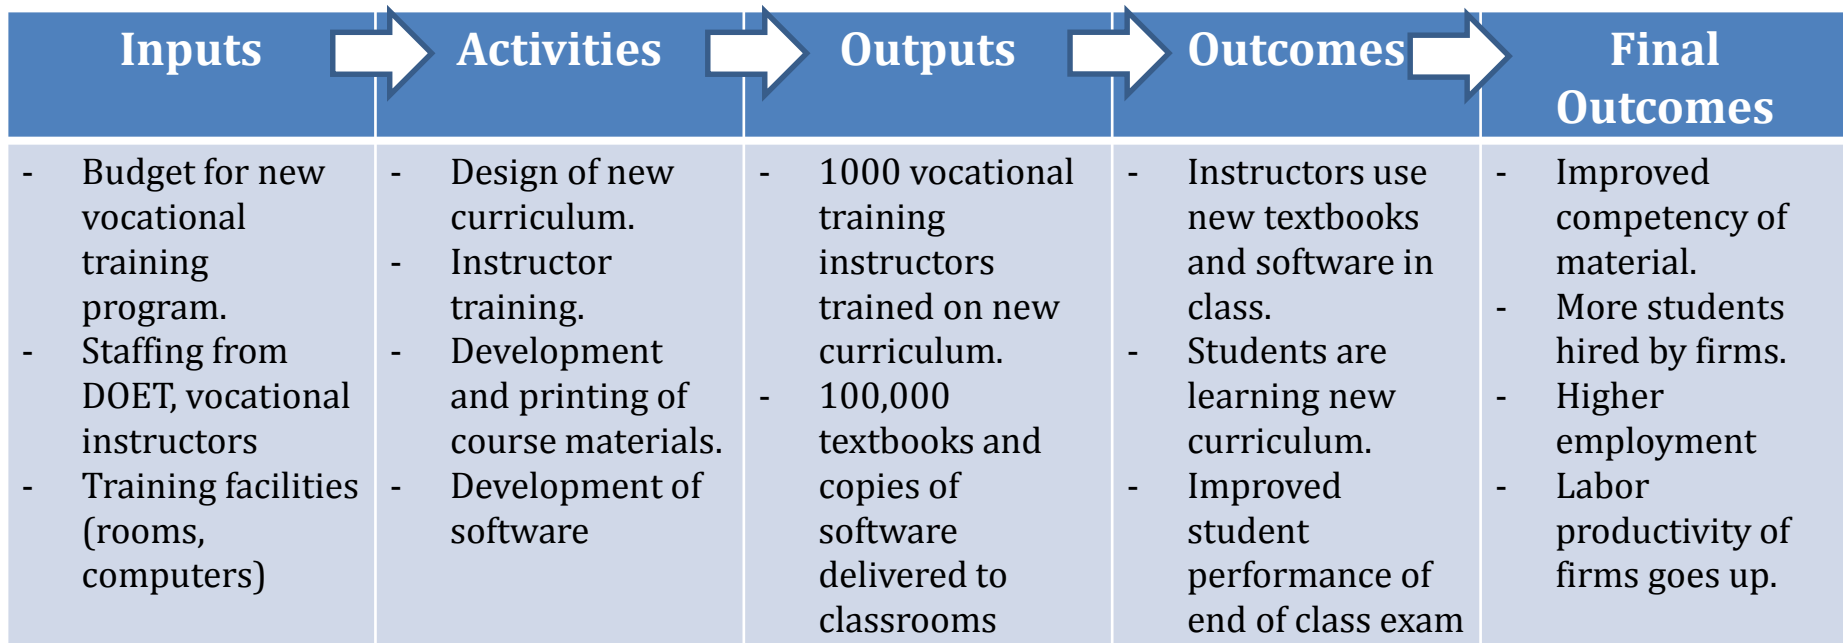 Inputs
Activities
Outputs
Outcomes
Final
Outcomes
- Budget for new
vocational
training
program.
- Staffing from
DOET, vocational
instructors
- Training facilities
(rooms,
computers)
- Design of new
curriculum.
- Instructor
training.
- Development
and printing of
course materials.
- Development of
software
- 1000 vocational
training
instructors
trained on new
curriculum.
- 100,000
textbooks and
copies of
software
delivered to
classrooms
- Instructors use
new textbooks
and software in
class.
- Students are
learning new
curriculum.
- Improved
student
performance of
end of class exam
- Improved
competency of
material.
- More students
hired by firms.
- Higher
employment
- Labor
productivity of
firms goes up.